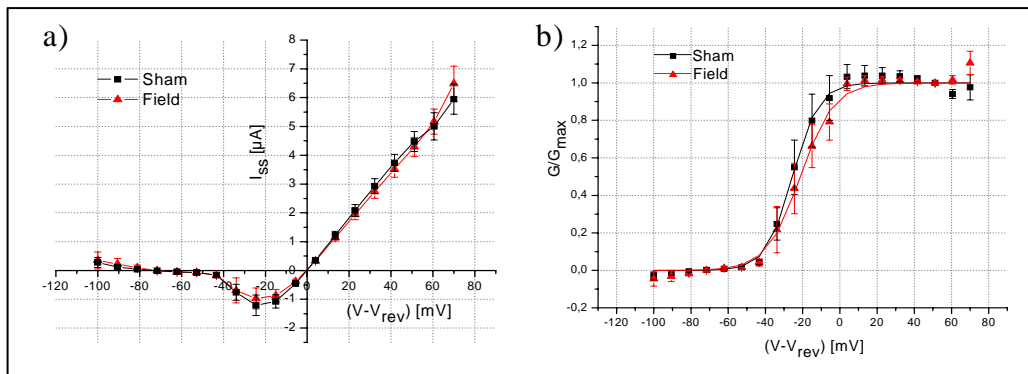 a)
8
7
6
5
4
3
2
1
0
-1
-2
I_ss [µA]
Sham
Field
-120 -100 -80 -60 -40 -20 0 20 40 60 80
(V-V_rev) [mV]
b)
1,2
1,0
0,8
0,6
0,4
0,2
0,0
-0,2
G/G_max
Sham
Field
-120 -100 -80 -60 -40 -20 0 20 40 60 80
(V-V_rev) [mV]